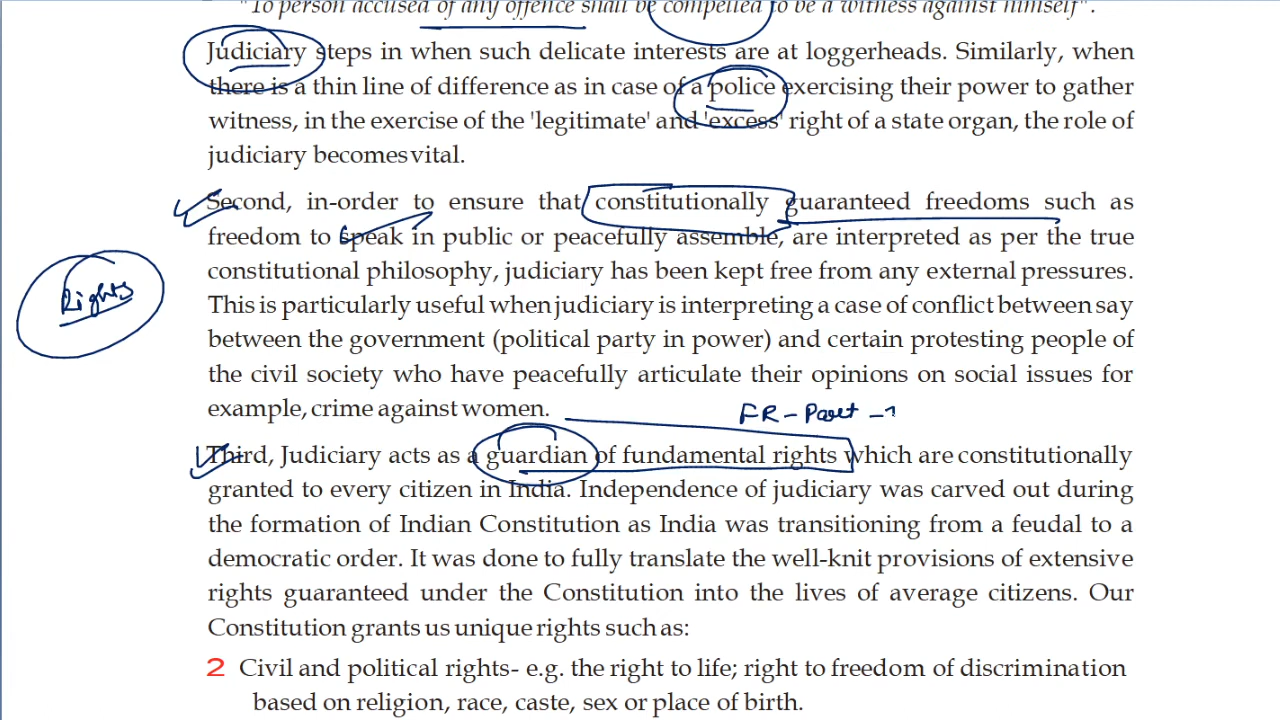 "To person accused of any offence shall be compelled to be a witness against himself".
Judiciary steps in when such delicate interests are at loggerheads. Similarly, when
there is a thin line of difference as in case of a police exercising their power to gather
witness, in the exercise of the 'legitimate' and 'excess' right of a state organ, the role of
judiciary becomes vital.
Second, in-order to ensure that constitutionally guaranteed freedoms such as
freedom to speak in public or peacefully assemble, are interpreted as per the true
constitutional philosophy, judiciary has been kept free from any external pressures.
Rights
This is particularly useful when judiciary is interpreting a case of conflict between say
between the government (political party in power) and certain protesting people of
the civil society who have peacefully articulate their opinions on social issues for
example, crime against women.
FR - Part -
Third, Judiciary acts as a guardian of fundamental rights which are constitutionally
granted to every citizen in India. Independence of judiciary was carved out during
the formation of Indian Constitution as India was transitioning from a feudal to a
democratic order. It was done to fully translate the well-knit provisions of extensive
rights guaranteed under the Constitution into the lives of average citizens. Our
Constitution grants us unique rights such as:
2 Civil and political rights- e.g. the right to life; right to freedom of discrimination
based on religion, race, caste, sex or place of birth.